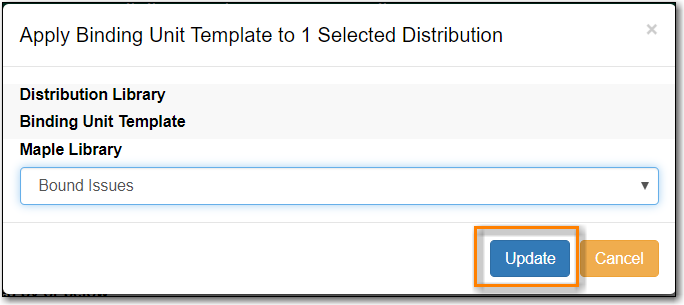 Apply Binding Unit Template to 1 Selected Distribution ×
Distribution Library
Binding Unit Template
Maple Library
Bound Issues ▼
Update Cancel